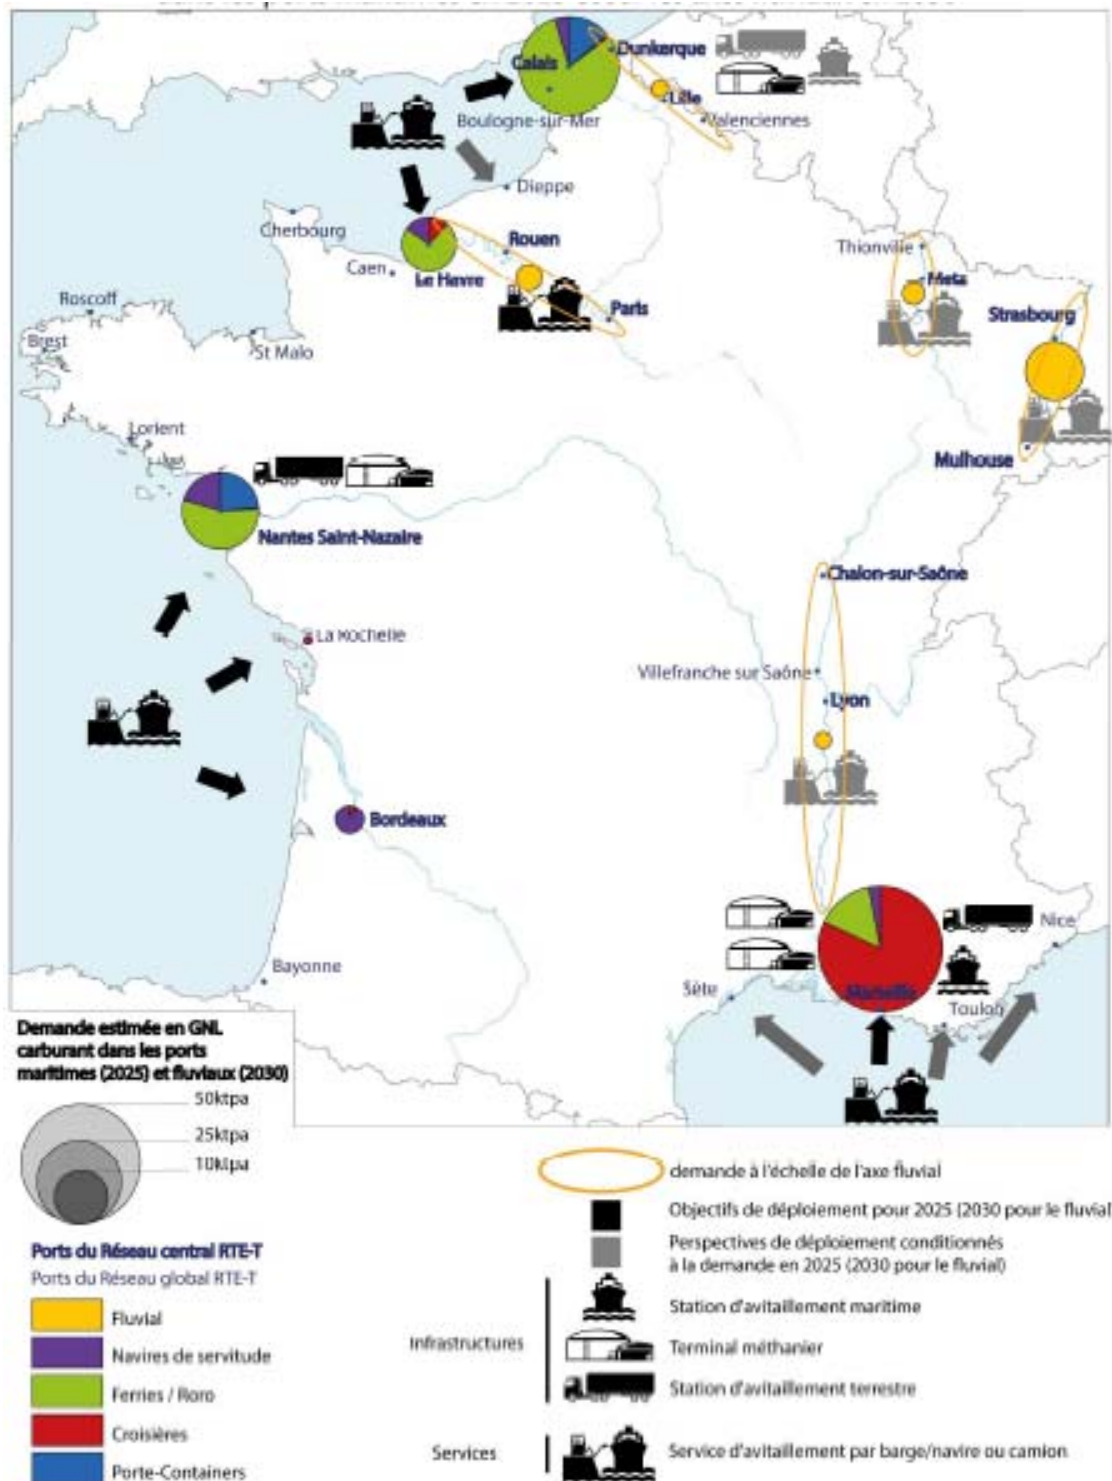 Calais
Dunkerque
Lille
Valenciennes
Boulogne-sur-Mer
Dieppe
Cherbourg
Rouen
Caen
Le Havre
Paris
Thionville
Metz
Strasbourg
Mulhouse
Roscoff
Brest
St Malo
Lorient
Nantes Saint-Nazaire
Chalon-sur-Saône
La Rochelle
Villefranche sur Saône
Lyon
Bordeaux
Nice
Bayonne
Sète
Marseille
Toulon
Demande estimée en GNL
carburant dans les ports
maritimes (2025) et fluviaux (2030)
50ktpa
25ktpa
10ktpa
Ports du Réseau central RTE-T
Ports du Réseau global RTE-T
Fluvial
Navires de servitude
Ferries / Roro
Croisières
Porte-Containers
demande à l'échelle de l'axe fluvial
Objectifs de déploiement pour 2025 (2030 pour le fluvial
Perspectives de déploiement conditionnés
à la demande en 2025 (2030 pour le fluvial)
Infrastructures
Station d'avitaillement maritime
Terminal méthanier
Station d'avitaillement terrestre
Services
Service d'avitaillement par barge/navire ou camion